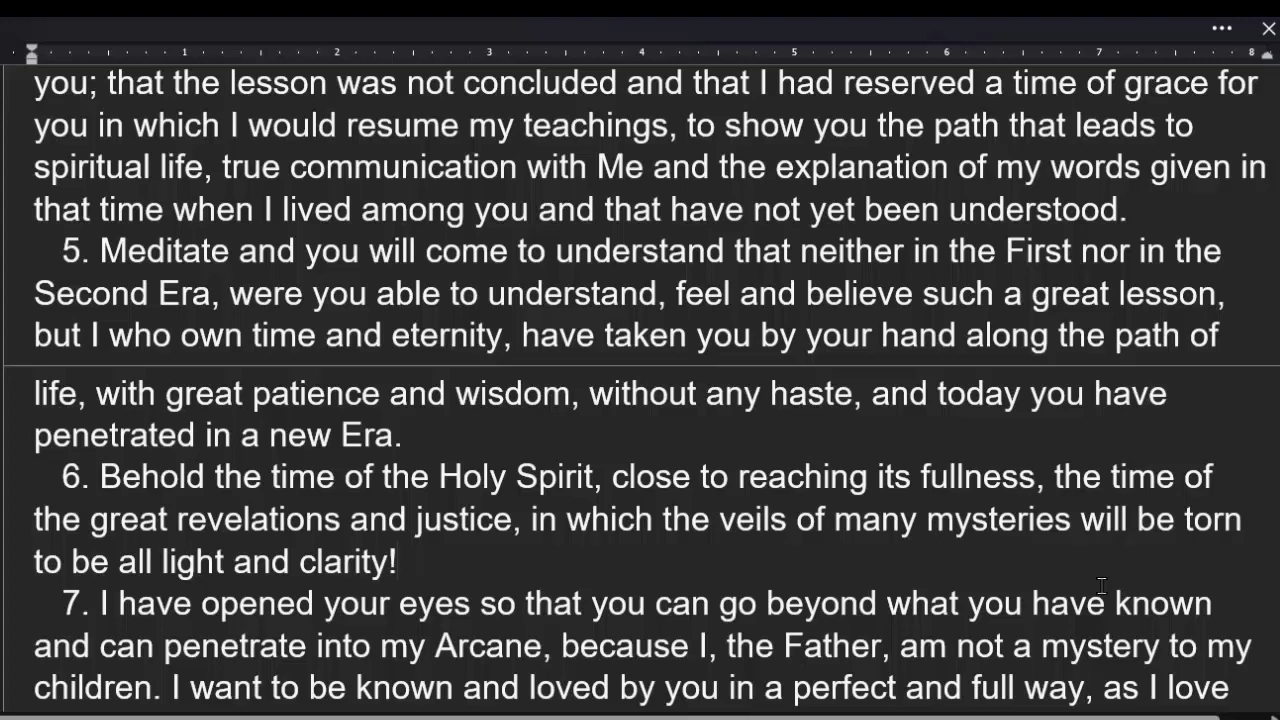 1 2 3 4 5 6 7 8
you; that the lesson was not concluded and that I had reserved a time of grace for
you in which I would resume my teachings, to show you the path that leads to
spiritual life, true communication with Me and the explanation of my words given in
that time when I lived among you and that have not yet been understood.
5. Meditate and you will come to understand that neither in the First nor in the
Second Era, were you able to understand, feel and believe such a great lesson,
but I who own time and eternity, have taken you by your hand along the path of
life, with great patience and wisdom, without any haste, and today you have
penetrated in a new Era.
6. Behold the time of the Holy Spirit, close to reaching its fullness, the time of
the great revelations and justice, in which the veils of many mysteries will be torn
to be all light and clarity!
7. I have opened your eyes so that you can go beyond what you have known
and can penetrate into my Arcane, because I, the Father, am not a mystery to my
children. I want to be known and loved by you in a perfect and full way, as I love